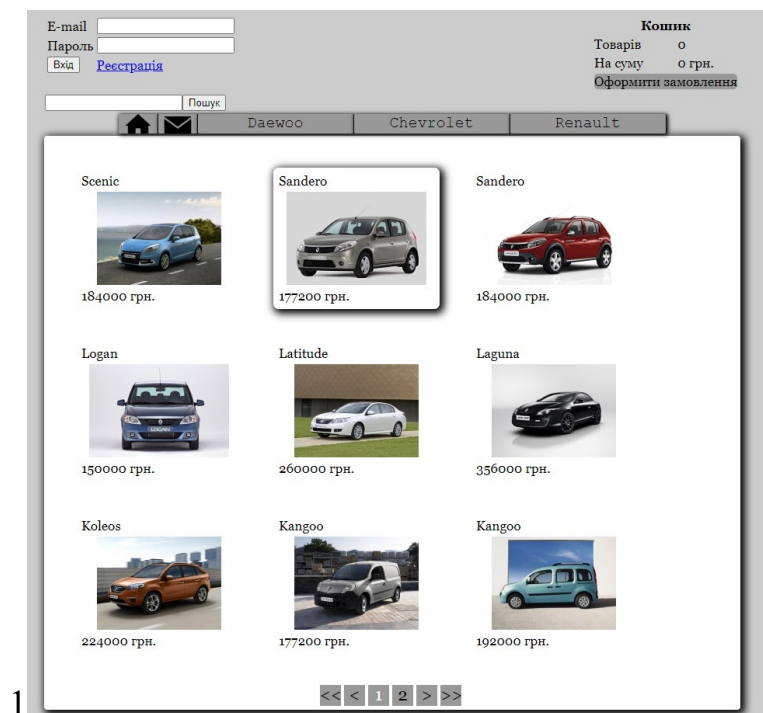 E-mail
Пароль
Вхід Реєстрація
Кошик
Товарів 0
На суму 0 грн.
Оформити замовлення
Пошук
Daewoo Chevrolet Renault
Scenic Sandero Sandero
184000 грн. 177200 грн. 184000 грн.
Logan Latitude Laguna
LOGAN
150000 грн. 260000 грн. 356000 грн.
Koleos Kangoo Kangoo
224000 грн. 177200 грн. 192000 грн.
<< < 1 2 > >>
1